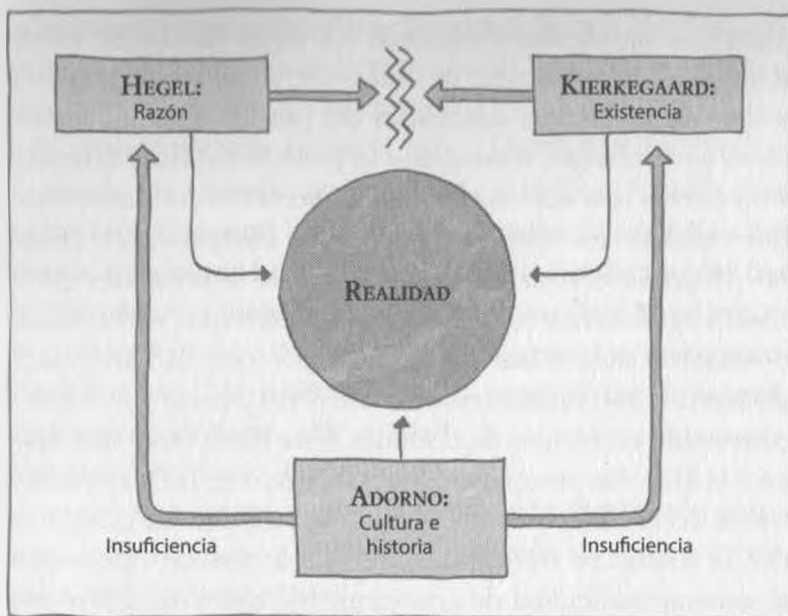 HEGEL:
Razón
KIERKEGAARD:
Existencia
REALIDAD
ADORNO:
Cultura e
historia
Insuficiencia
Insuficiencia